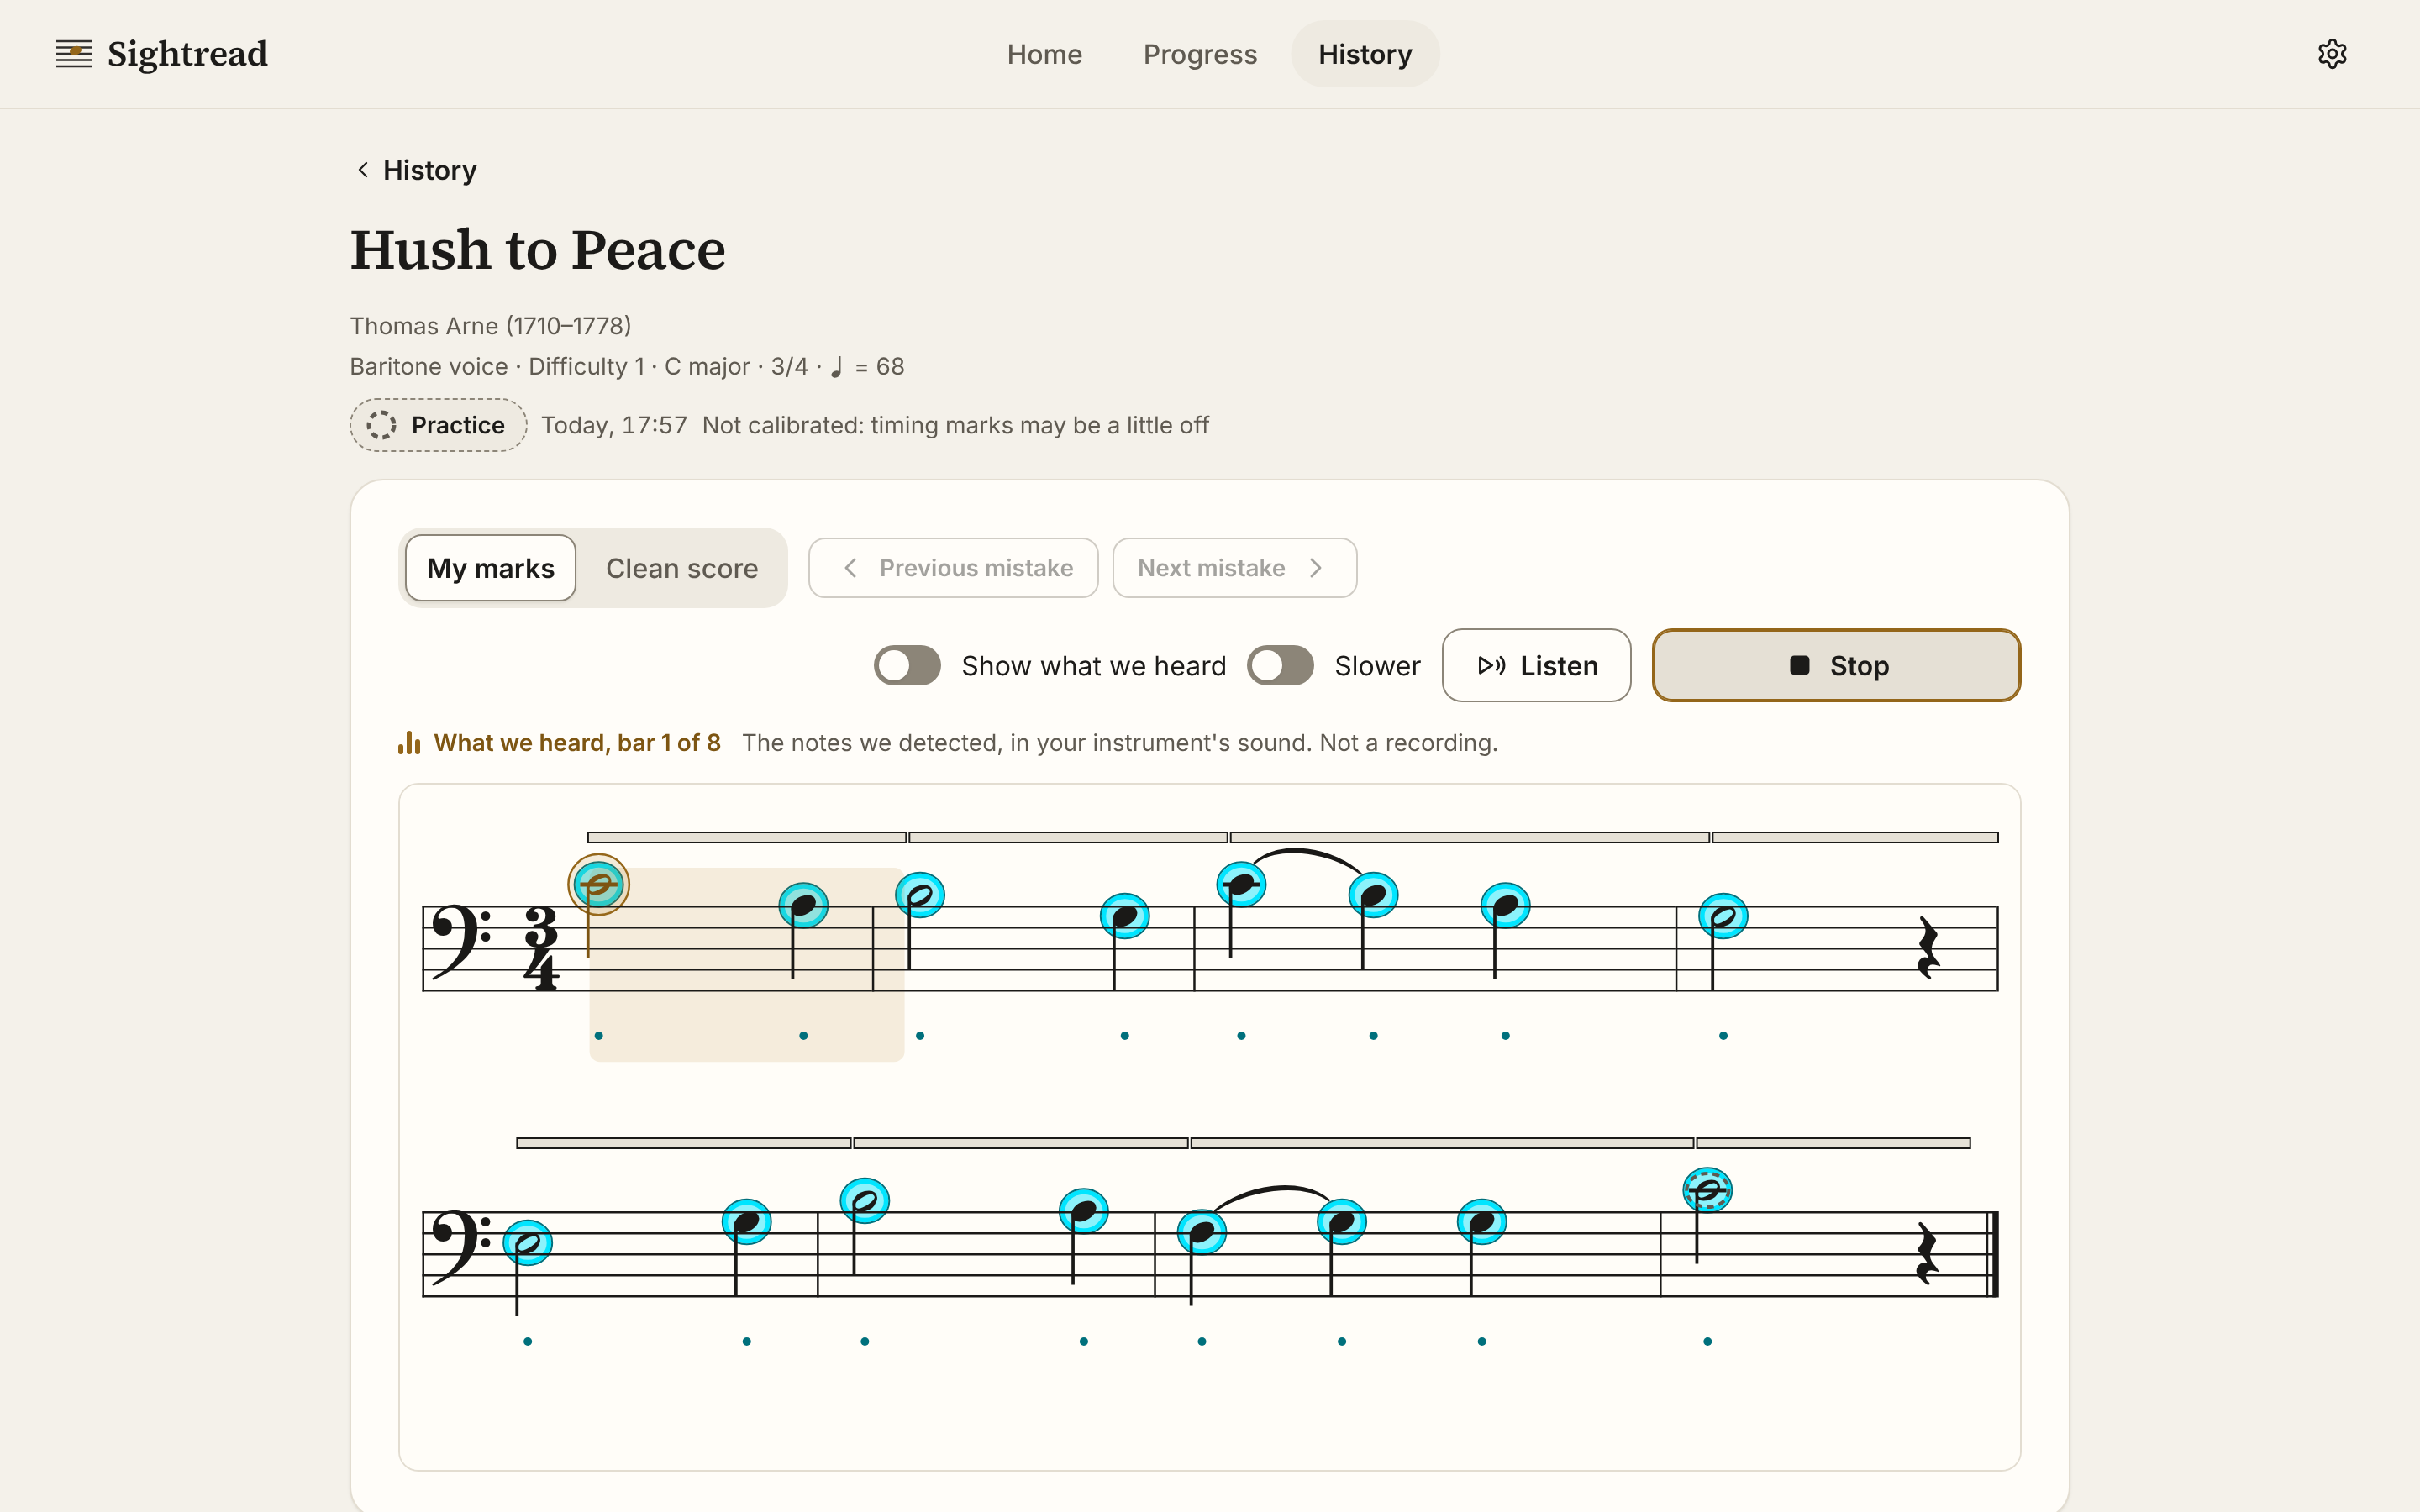 Sightread
Home Progress History
History
Hush to Peace
Thomas Arne (1710–1778)
Baritone voice · Difficulty 1 · C major · 3/4 · ♩ = 68
Practice Today, 17:57 Not calibrated: timing marks may be a little off
My marks Clean score Previous mistake Next mistake
Show what we heard Slower Listen Stop
What we heard, bar 1 of 8 The notes we detected, in your instrument's sound. Not a recording.
3
4